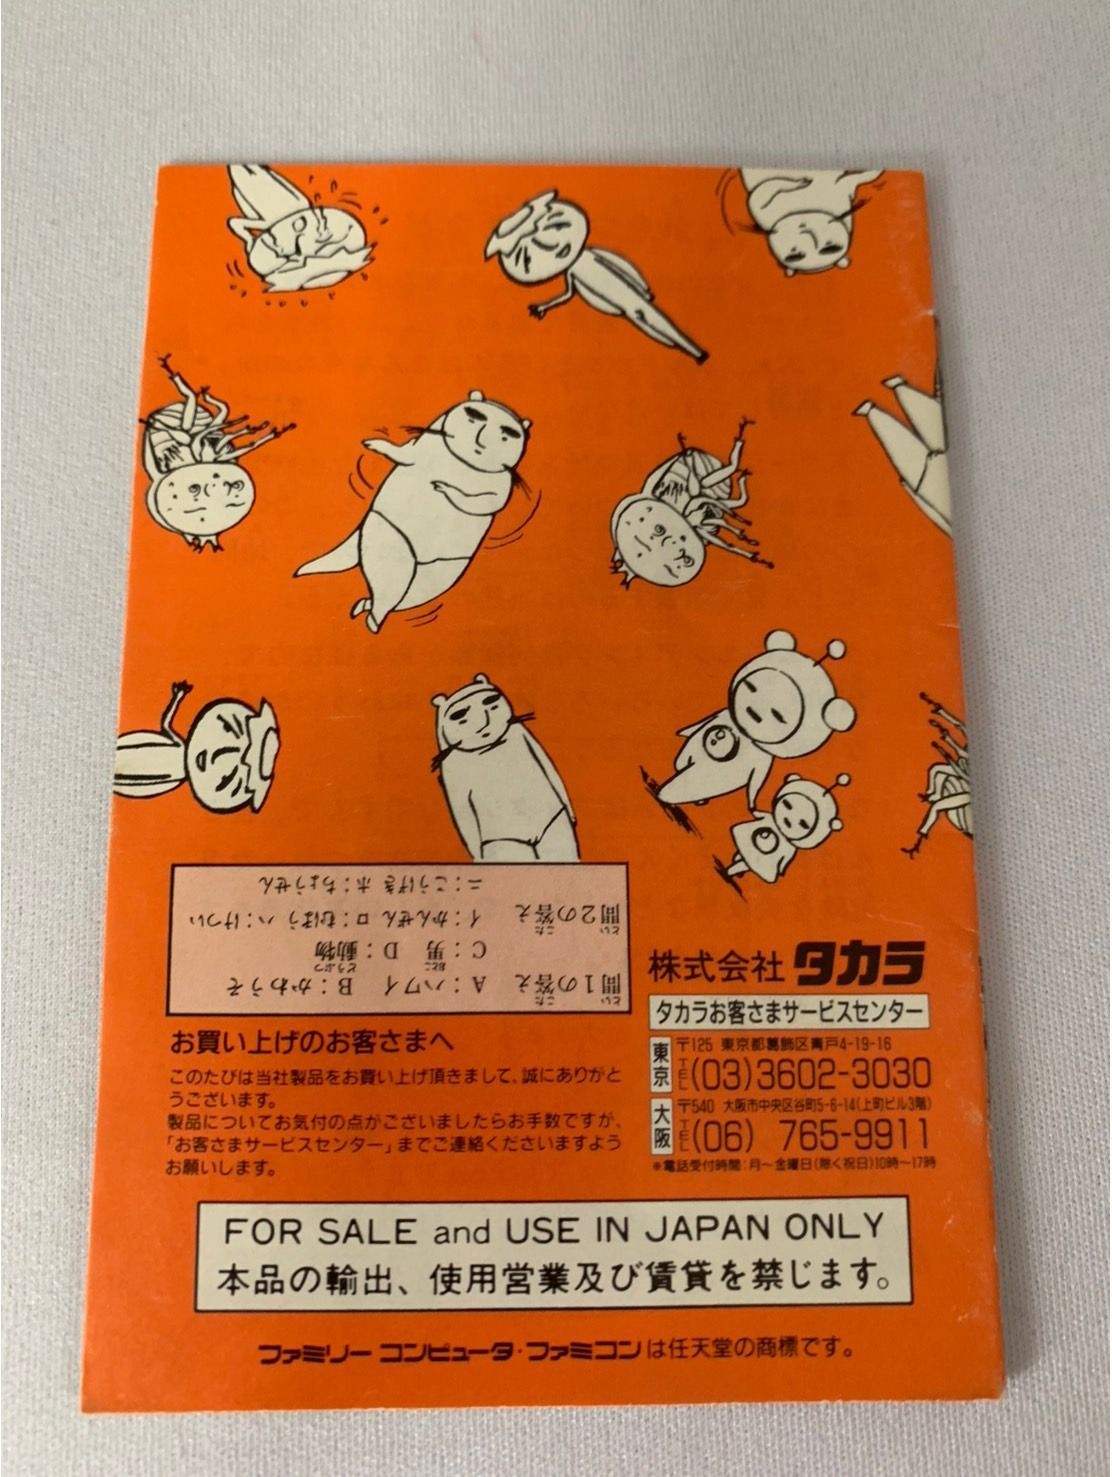 問1の答え A：ハワイ B：かわうそ
C：男 D：動物
問2の答え イ：かんぜん ロ：むぼう ハ：けつい
ニ：こうげき ホ：ちょうせん
お買い上げのお客さまへ
このたびは当社製品をお買い上げ頂きまして、誠にありがと
うございます。
製品についてお気付の点がございましたらお手数ですが、
「お客さまサービスセンター」までご連絡くださいますよう
お願いします。
株式会社 タカラ
タカラお客さまサービスセンター
東京 〒125 東京都葛飾区青戸4-19-16
TEL(03)3602-3030
大阪 〒540 大阪市中央区谷町5-6-14(上町ビル3階)
TEL(06) 765-9911
＊電話受付時間：月〜金曜日(除く祝日)10時〜17時
FOR SALE and USE IN JAPAN ONLY
本品の輸出、使用営業及び賃貸を禁じます。
ファミリーコンピュータ・ファミコンは任天堂の商標です。